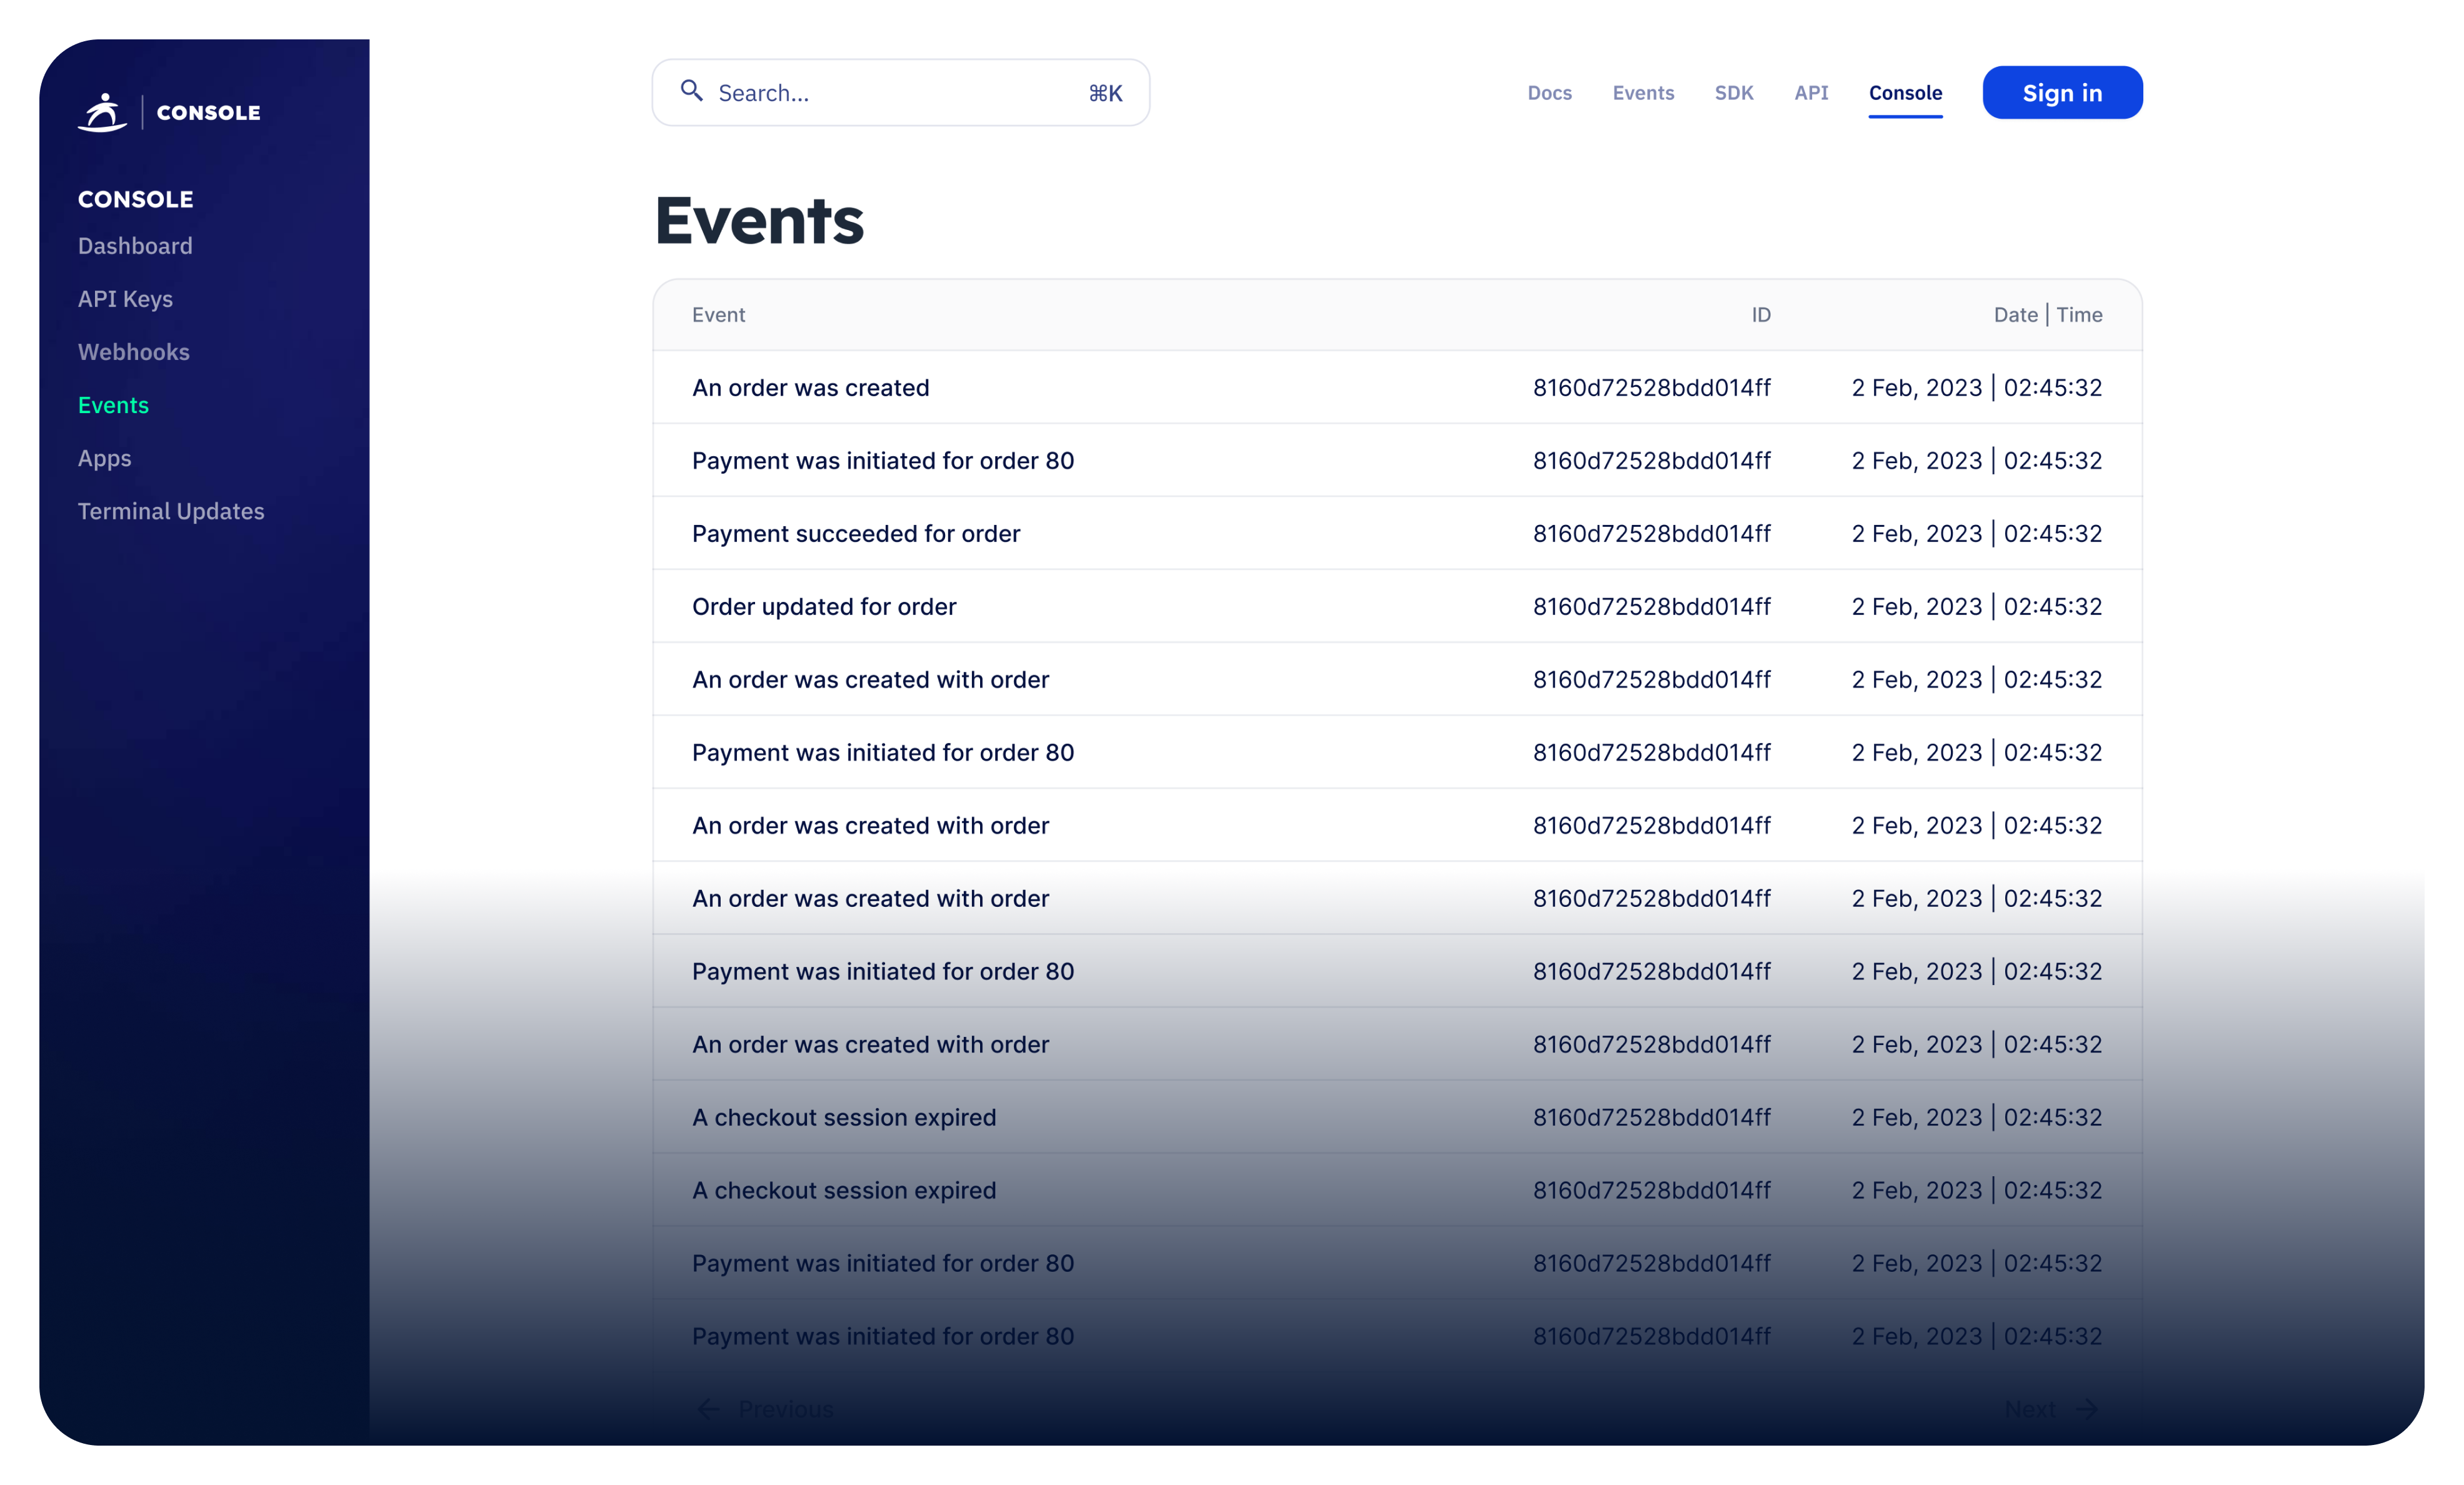 CONSOLE
Search... ⌘K
Docs Events SDK API Console Sign in
CONSOLE
Dashboard
API Keys
Webhooks
Events
Apps
Terminal Updates
Events
Event ID Date | Time
An order was created 8160d72528bdd014ff 2 Feb, 2023 | 02:45:32
Payment was initiated for order 80 8160d72528bdd014ff 2 Feb, 2023 | 02:45:32
Payment succeeded for order 8160d72528bdd014ff 2 Feb, 2023 | 02:45:32
Order updated for order 8160d72528bdd014ff 2 Feb, 2023 | 02:45:32
An order was created with order 8160d72528bdd014ff 2 Feb, 2023 | 02:45:32
Payment was initiated for order 80 8160d72528bdd014ff 2 Feb, 2023 | 02:45:32
An order was created with order 8160d72528bdd014ff 2 Feb, 2023 | 02:45:32
An order was created with order 8160d72528bdd014ff 2 Feb, 2023 | 02:45:32
Payment was initiated for order 80 8160d72528bdd014ff 2 Feb, 2023 | 02:45:32
An order was created with order 8160d72528bdd014ff 2 Feb, 2023 | 02:45:32
A checkout session expired 8160d72528bdd014ff 2 Feb, 2023 | 02:45:32
A checkout session expired 8160d72528bdd014ff 2 Feb, 2023 | 02:45:32
Payment was initiated for order 80 8160d72528bdd014ff 2 Feb, 2023 | 02:45:32
Payment was initiated for order 80 8160d72528bdd014ff 2 Feb, 2023 | 02:45:32
← Previous Next →